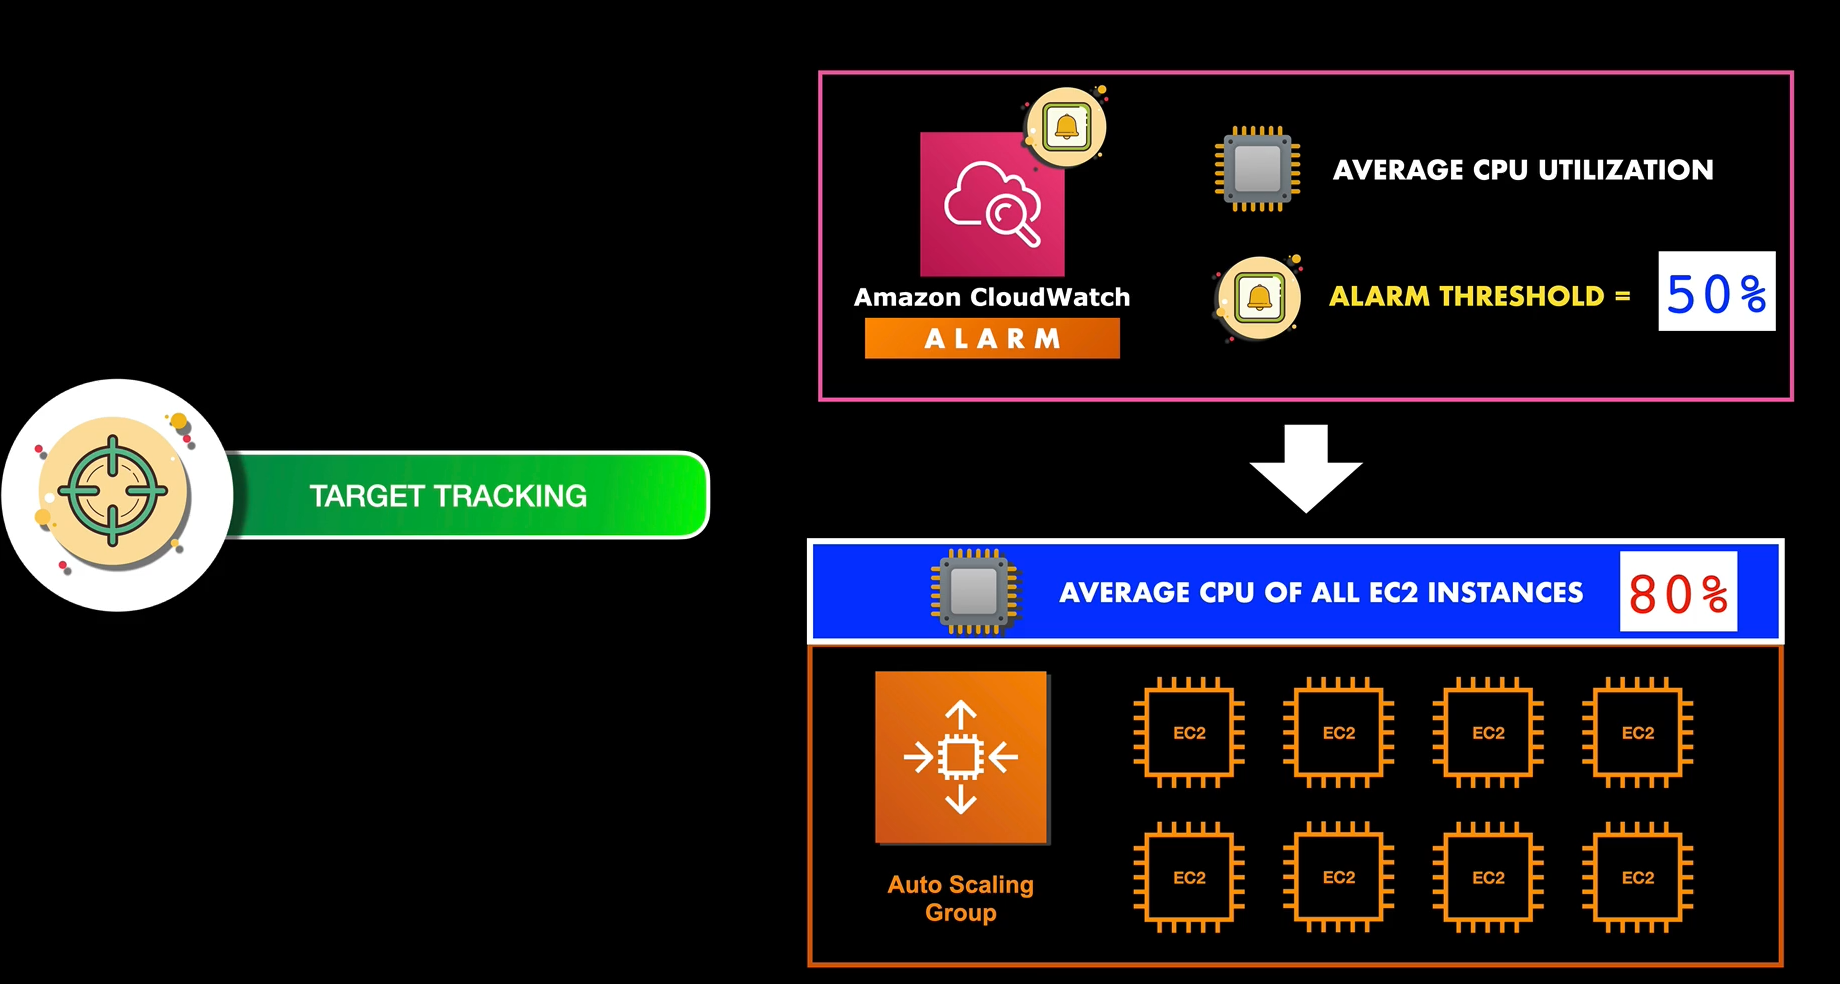 Amazon CloudWatch
ALARM
AVERAGE CPU UTILIZATION
ALARM THRESHOLD = 50%
TARGET TRACKING
AVERAGE CPU OF ALL EC2 INSTANCES 80%
Auto Scaling
Group
EC2 EC2 EC2 EC2
EC2 EC2 EC2 EC2